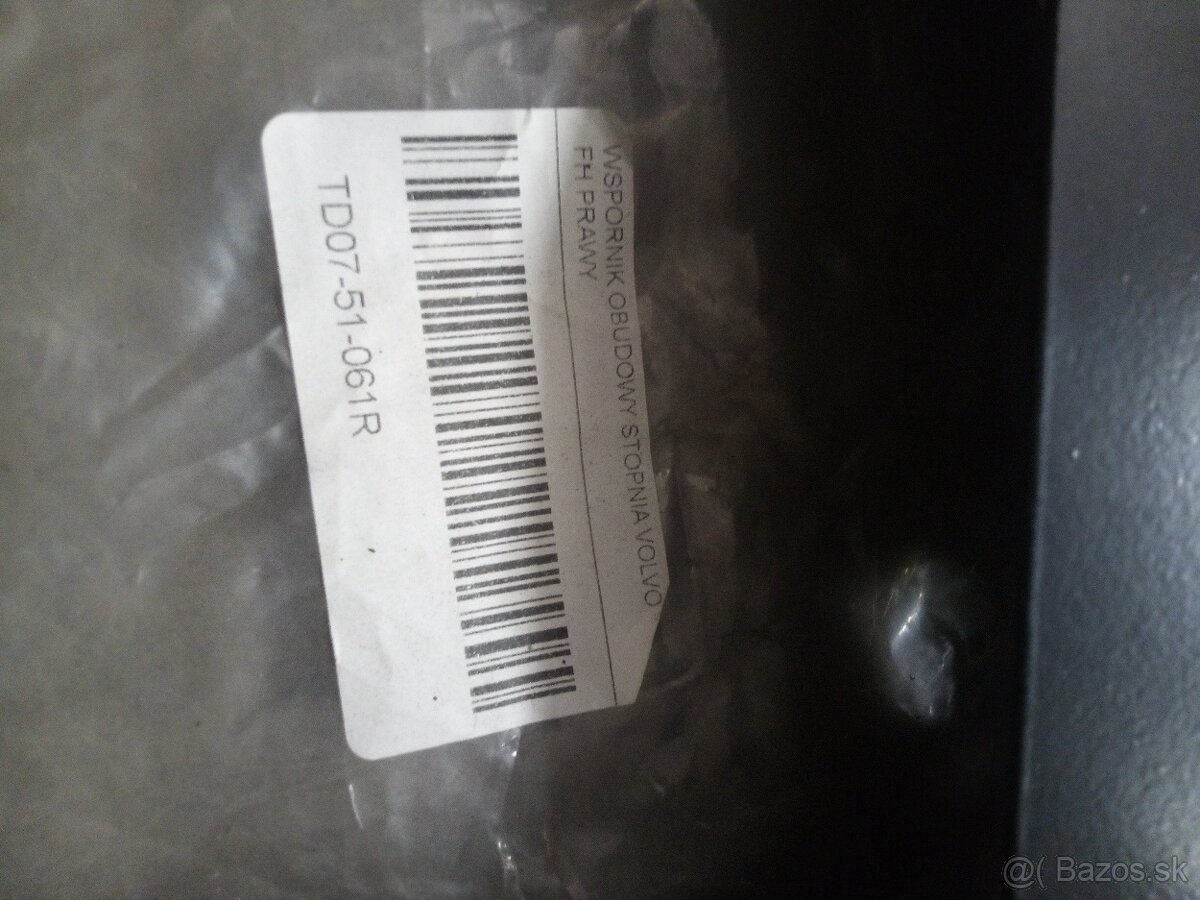 WSPORNIK OBUDOWY STOPNIA VOLVO
FH PRAWY
TD07-51-061R
@( Bazos.sk